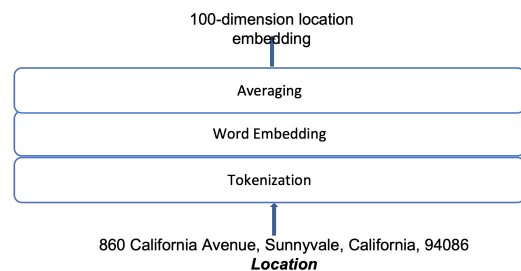 100-dimension location
embedding
Averaging
Word Embedding
Tokenization
860 California Avenue, Sunnyvale, California, 94086
Location